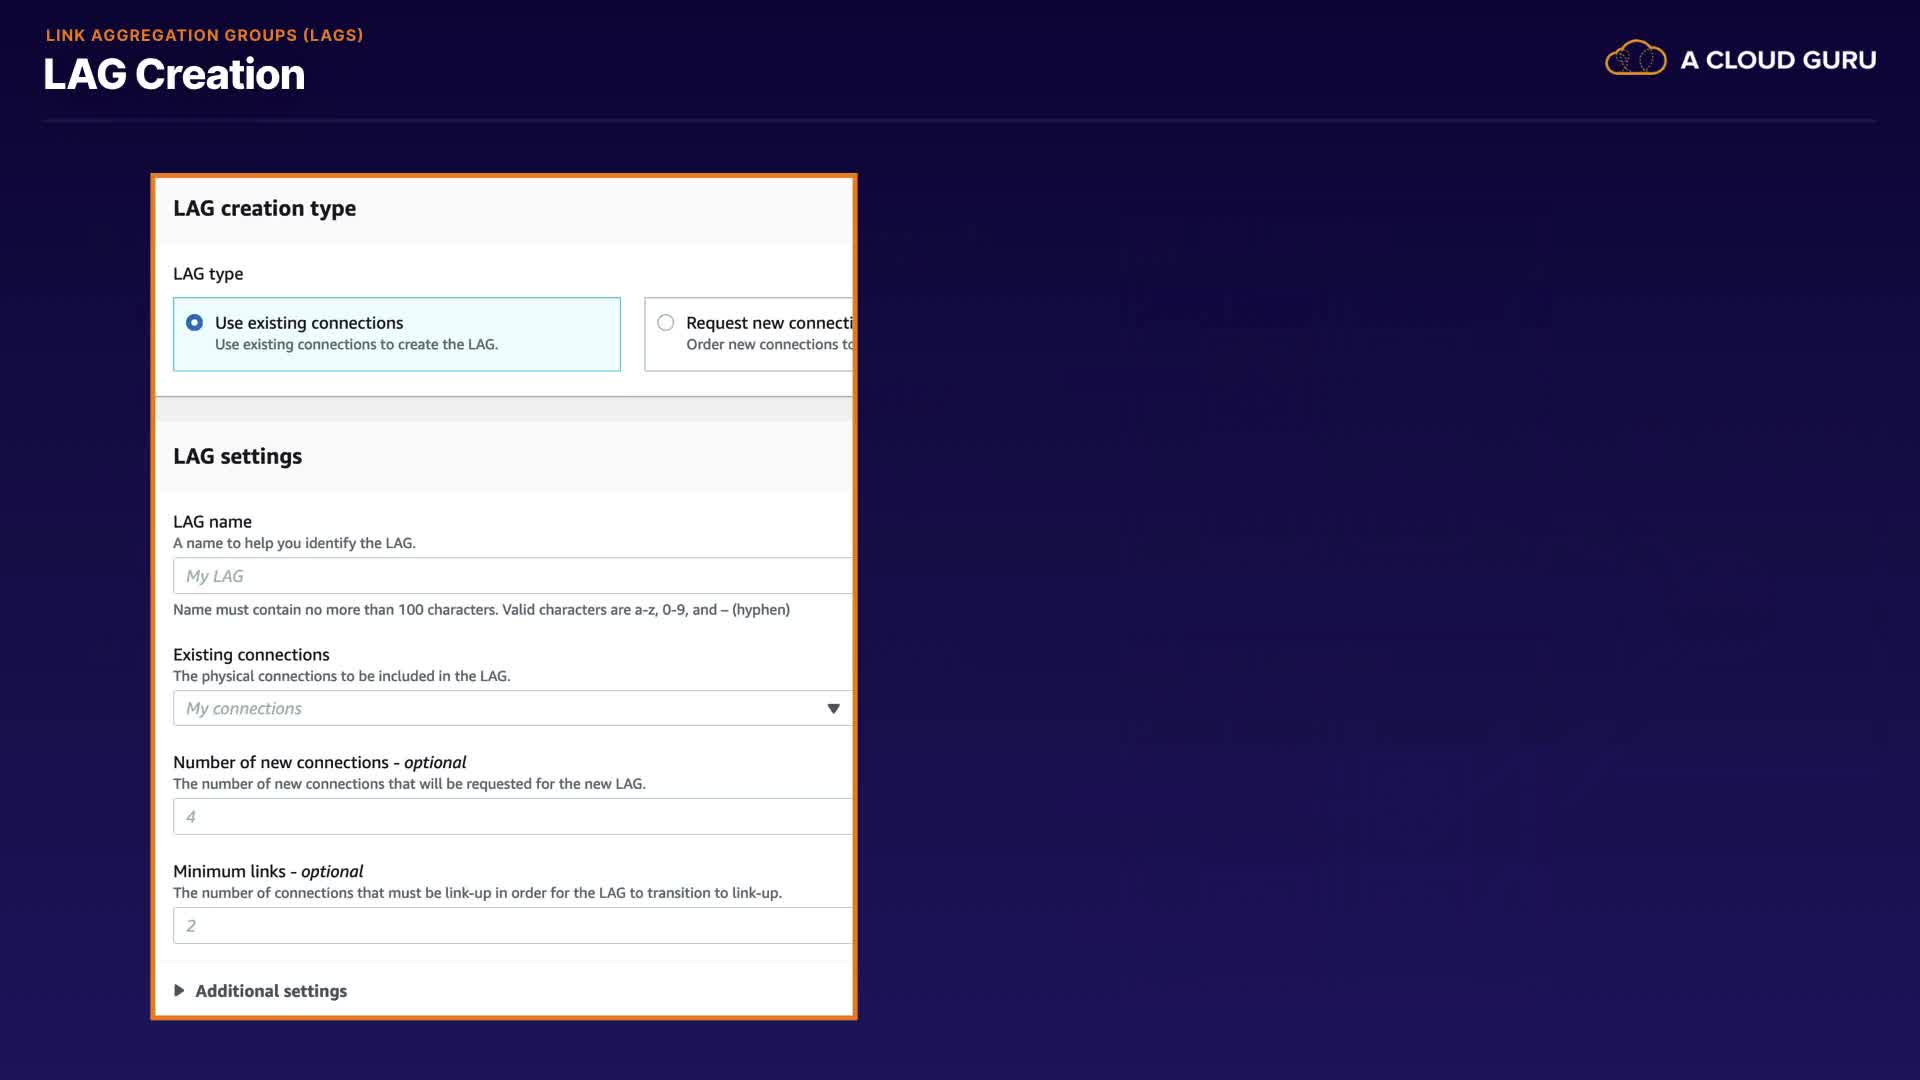 LINK AGGREGATION GROUPS (LAGS)
LAG Creation
A CLOUD GURU
LAG creation type
LAG type
Use existing connections
Use existing connections to create the LAG.
Request new connecti
Order new connections to
LAG settings
LAG name
A name to help you identify the LAG.
My LAG
Name must contain no more than 100 characters. Valid characters are a-z, 0-9, and – (hyphen)
Existing connections
The physical connections to be included in the LAG.
My connections
Number of new connections - optional
The number of new connections that will be requested for the new LAG.
4
Minimum links - optional
The number of connections that must be link-up in order for the LAG to transition to link-up.
2
Additional settings